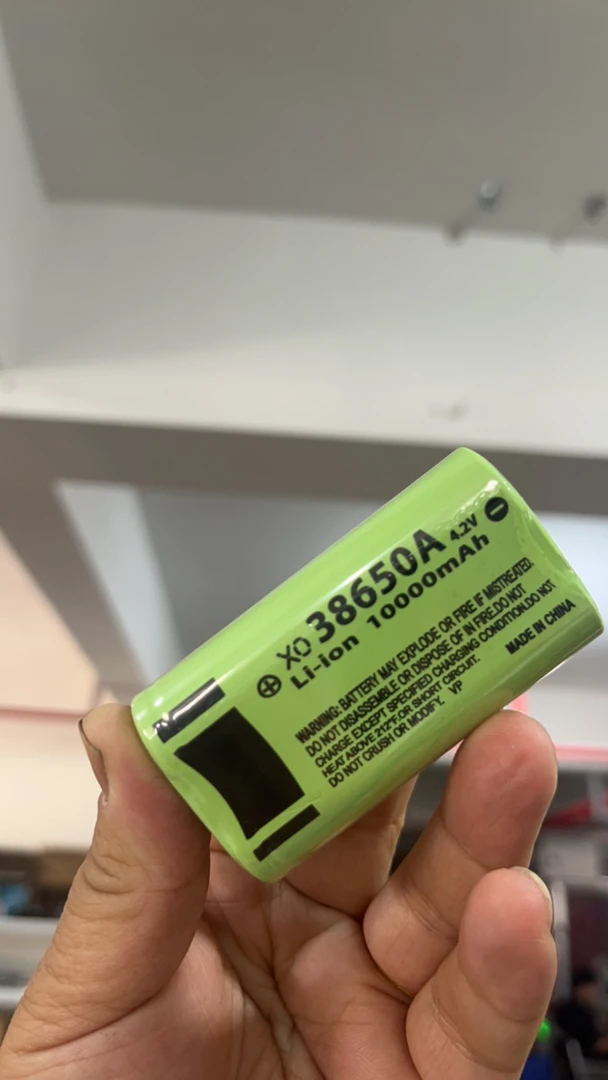 ⊕ XO 38650A 4.2V ⊖
Li-ion 10000mAh
WARNING: BATTERY MAY EXPLODE OR FIRE IF MISTREATED.
DO NOT DISASSEMBLE OR DISPOSE OF IN FIRE.DO NOT
CHARGE EXCEPT SPECIFIED CHARGING CONDITION.DO NOT
HEAT ABOVE 212°F.OR SHORT CIRCUIT.
DO NOT CRUSH OR MODIFY. VP
MADE IN CHINA